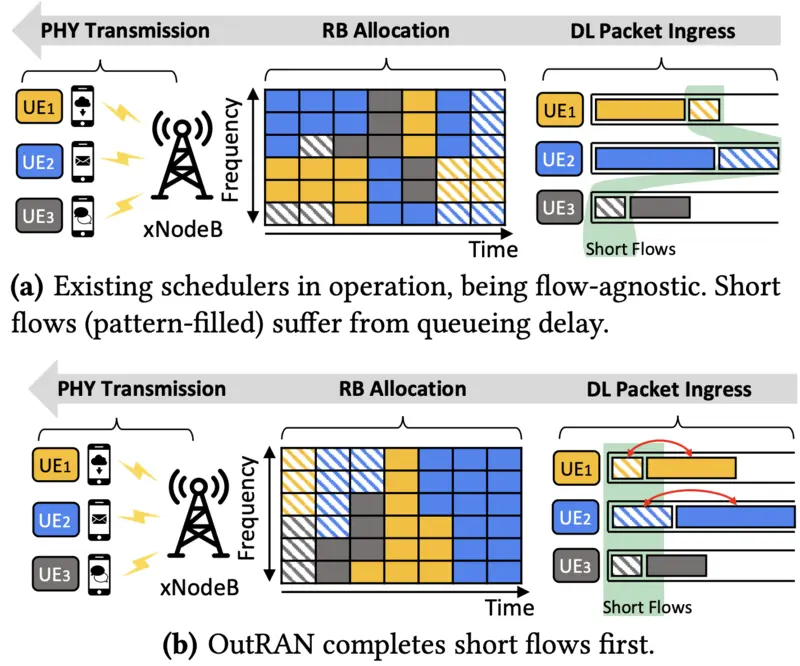 PHY Transmission RB Allocation DL Packet Ingress
UE1
UE2
UE3
xNodeB
Frequency
Time
UE1
UE2
UE3
Short Flows
(a) Existing schedulers in operation, being flow-agnostic. Short
flows (pattern-filled) suffer from queueing delay.
PHY Transmission RB Allocation DL Packet Ingress
UE1
UE2
UE3
xNodeB
Frequency
Time
UE1
UE2
UE3
Short Flows
(b) OutRAN completes short flows first.